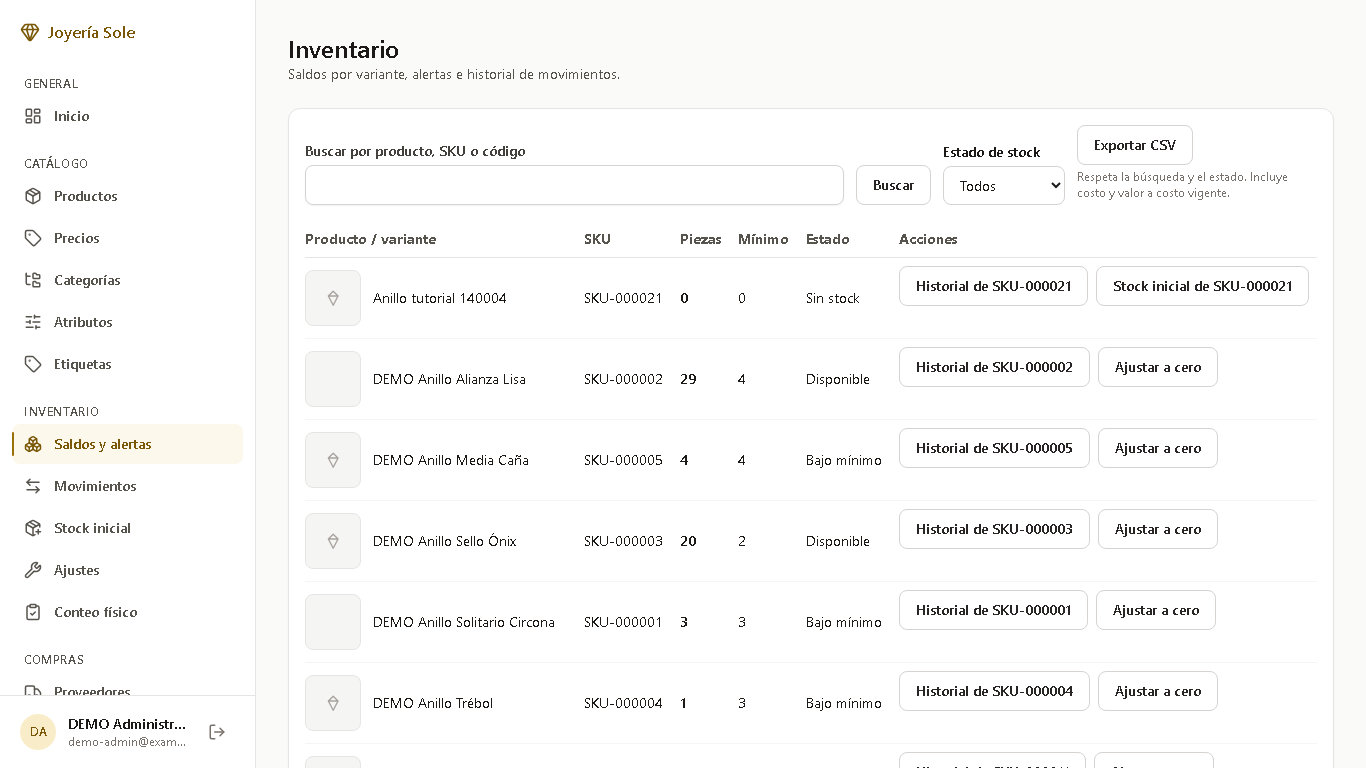 Joyería Sole
GENERAL
Inicio
CATÁLOGO
Productos
Precios
Categorías
Atributos
Etiquetas
INVENTARIO
Saldos y alertas
Movimientos
Stock inicial
Ajustes
Conteo físico
COMPRAS
Proveedores
DA
DEMO Administr...
demo-admin@exam...
Inventario
Saldos por variante, alertas e historial de movimientos.
Buscar por producto, SKU o código
Buscar
Estado de stock
Todos
Exportar CSV
Respeta la búsqueda y el estado. Incluye
costo y valor a costo vigente.
Producto / variante SKU Piezas Mínimo Estado Acciones
Anillo tutorial 140004 SKU-000021 0 0 Sin stock Historial de SKU-000021 Stock inicial de SKU-000021
DEMO Anillo Alianza Lisa SKU-000002 29 4 Disponible Historial de SKU-000002 Ajustar a cero
DEMO Anillo Media Caña SKU-000005 4 4 Bajo mínimo Historial de SKU-000005 Ajustar a cero
DEMO Anillo Sello Ónix SKU-000003 20 2 Disponible Historial de SKU-000003 Ajustar a cero
DEMO Anillo Solitario Circona SKU-000001 3 3 Bajo mínimo Historial de SKU-000001 Ajustar a cero
DEMO Anillo Trébol SKU-000004 1 3 Bajo mínimo Historial de SKU-000004 Ajustar a cero